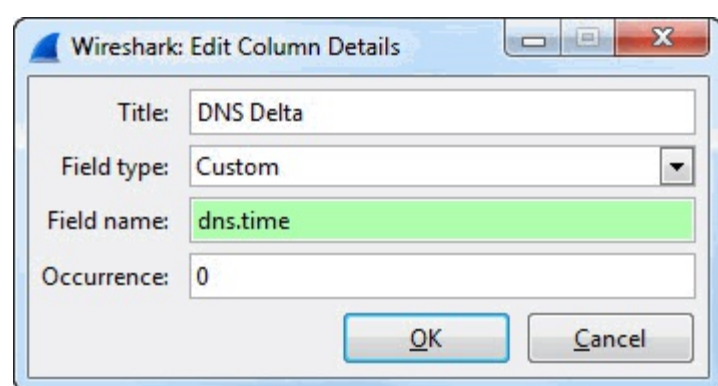 Wireshark: Edit Column Details
Title: DNS Delta
Field type: Custom
Field name: dns.time
Occurrence: 0
OK Cancel